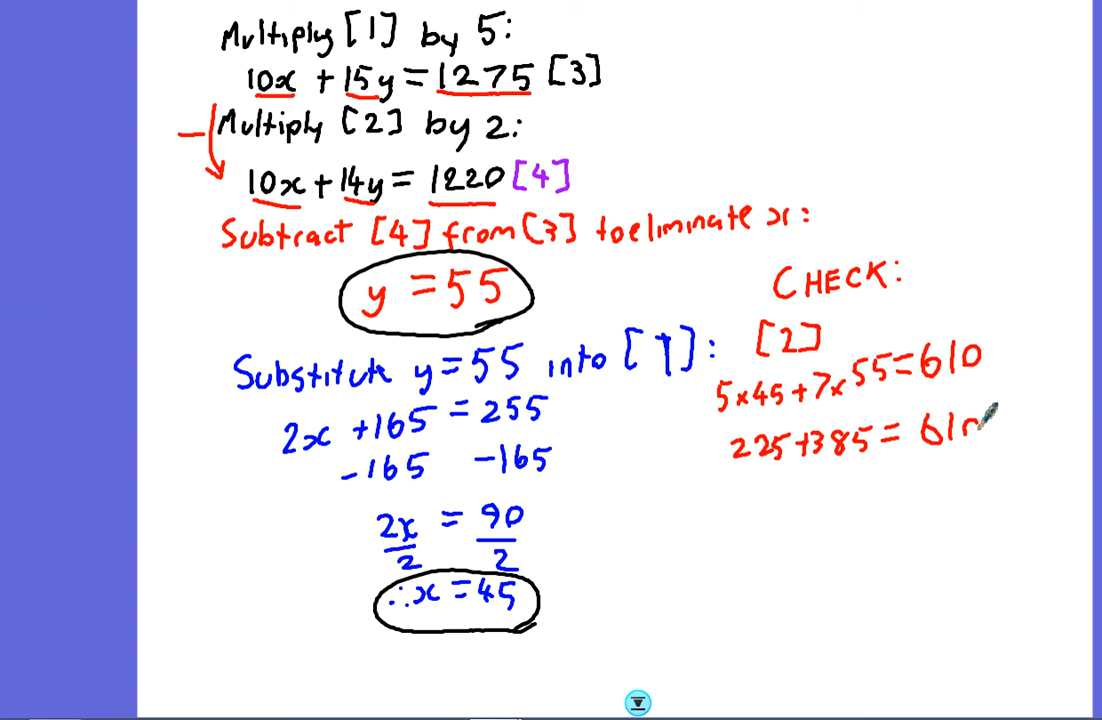 Multiply [1] by 5:
10x + 15y = 1275 [3]
Multiply [2] by 2:
−
10x + 14y = 1220 [4]
Subtract [4] from [3] to eliminate x:
y = 55
Substitute y = 55 into [1]:
2x + 165 = 255
−165 −165
2x/2 = 90/2
∴ x = 45
CHECK:
[2]
5×45 + 7×55 = 610
225 + 385 = 610